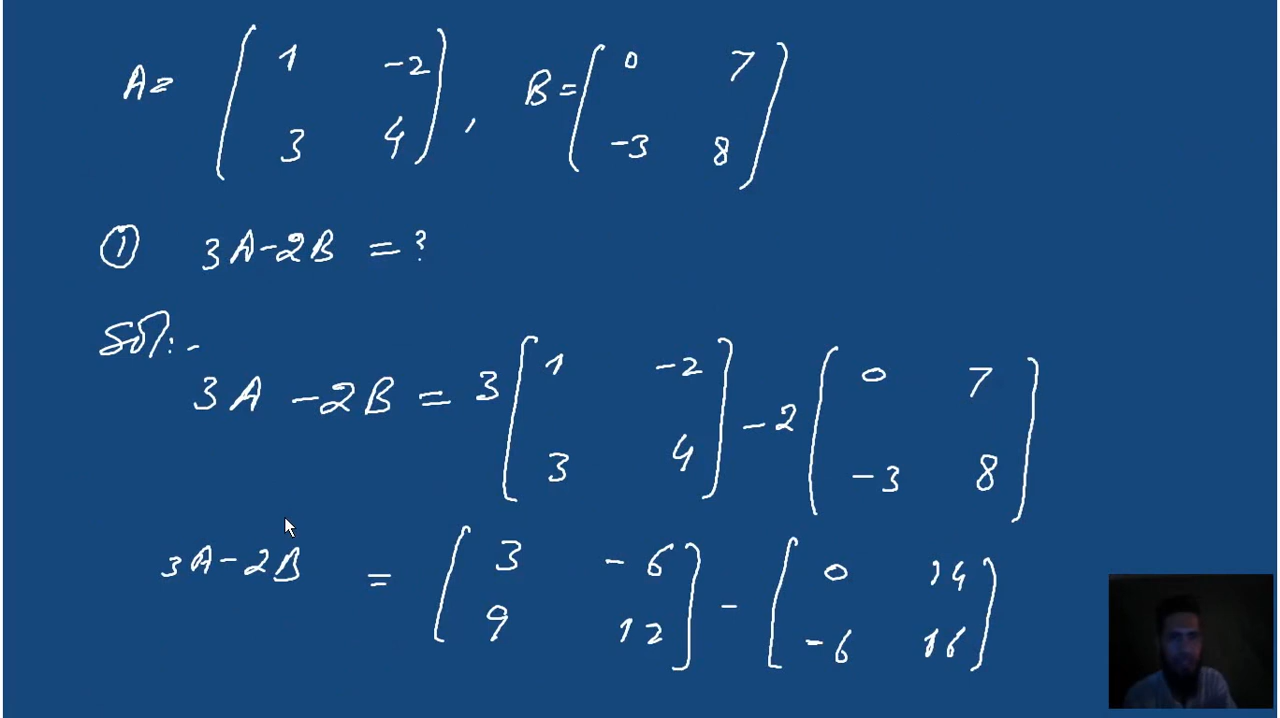 A= ( 1 -2
3 4 ) , B= ( 0 7
-3 8 )
① 3A-2B = ?
Sol:-
3A -2B = 3 [ 1 -2
3 4 ] -2 ( 0 7
-3 8 )
3A-2B = [ 3 -6
9 12 ] - [ 0 14
-6 16 ]